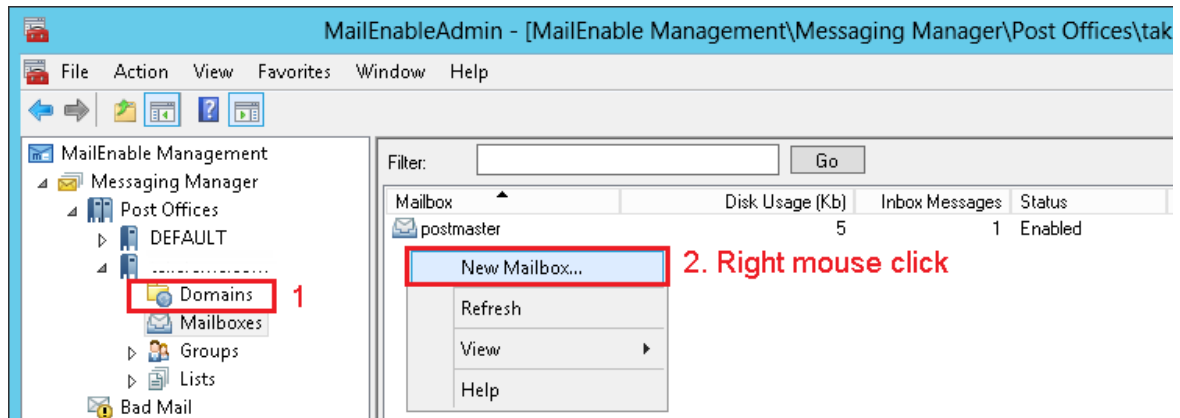 MailEnableAdmin - [MailEnable Management\Messaging Manager\Post Offices\tak
File Action View Favorites Window Help
MailEnable Management
Messaging Manager
Post Offices
DEFAULT
Domains 1
Mailboxes
Groups
Lists
Bad Mail
Filter: Go
Mailbox Disk Usage (Kb) Inbox Messages Status
postmaster 5 1 Enabled
New Mailbox... 2. Right mouse click
Refresh
View
Help